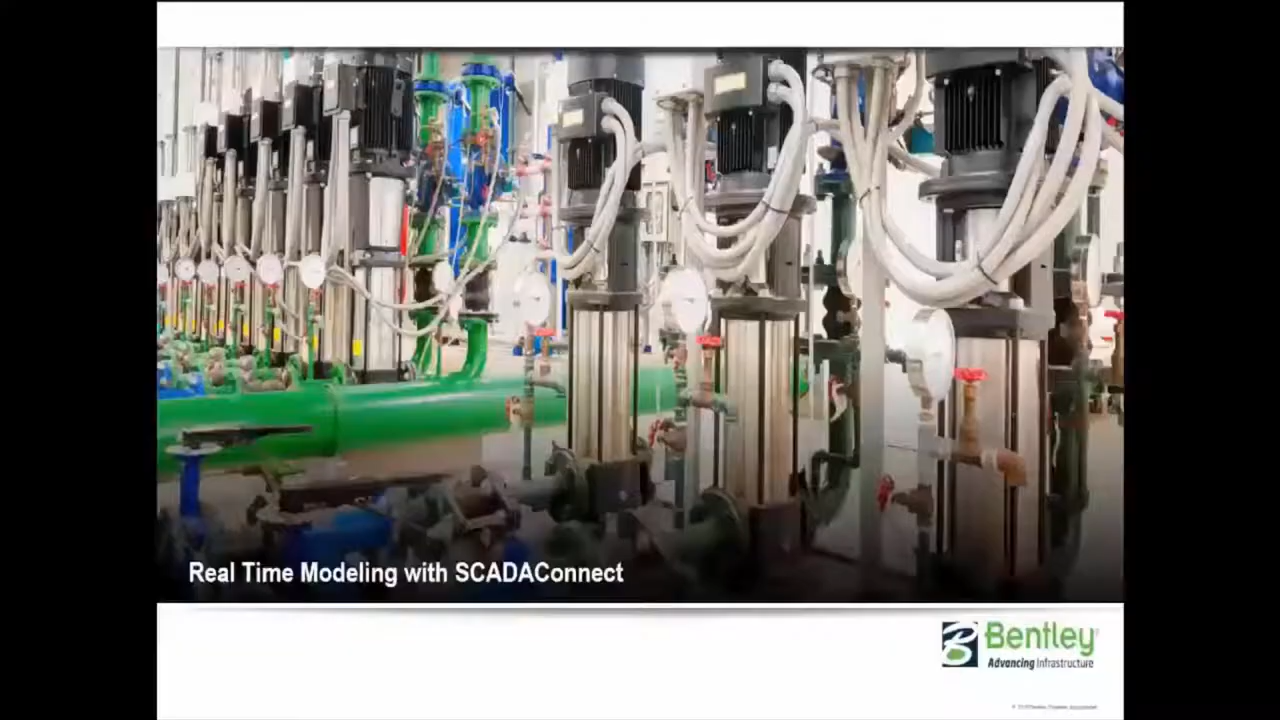 Real Time Modeling with SCADAConnect
Bentley
Advancing Infrastructure